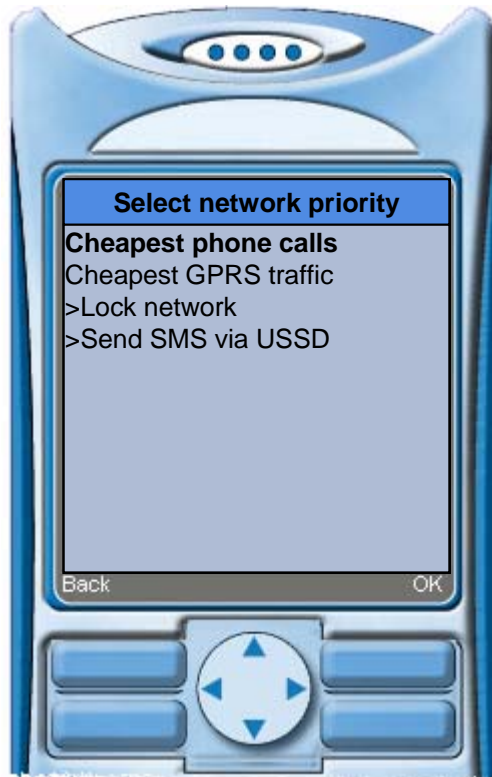 Select network priority
Cheapest phone calls
Cheapest GPRS traffic
>Lock network
>Send SMS via USSD
Back OK